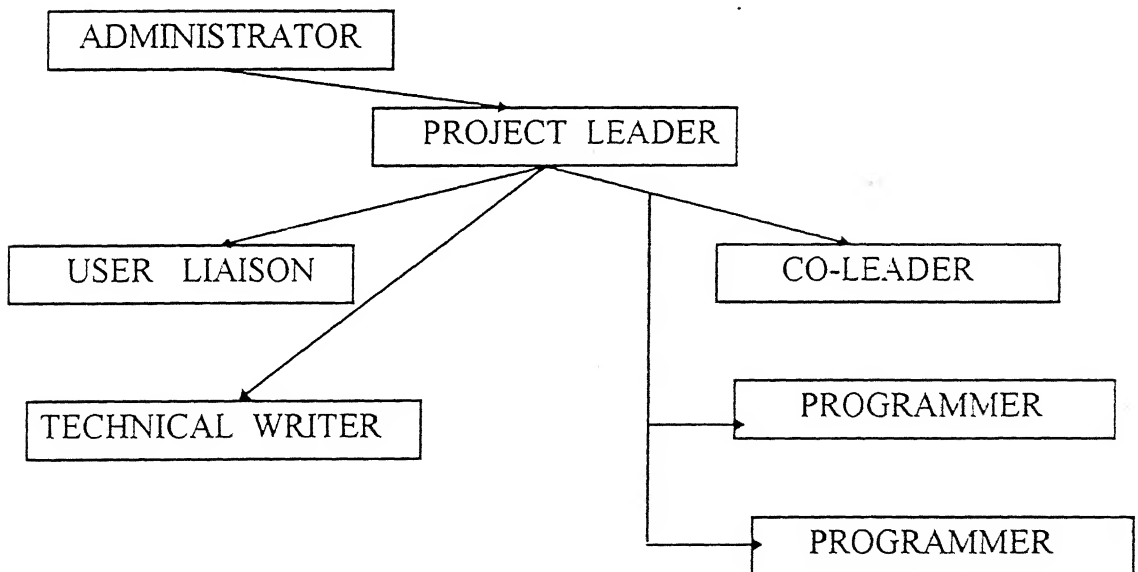 ADMINISTRATOR
PROJECT LEADER
USER LIAISON
CO-LEADER
TECHNICAL WRITER
PROGRAMMER
PROGRAMMER